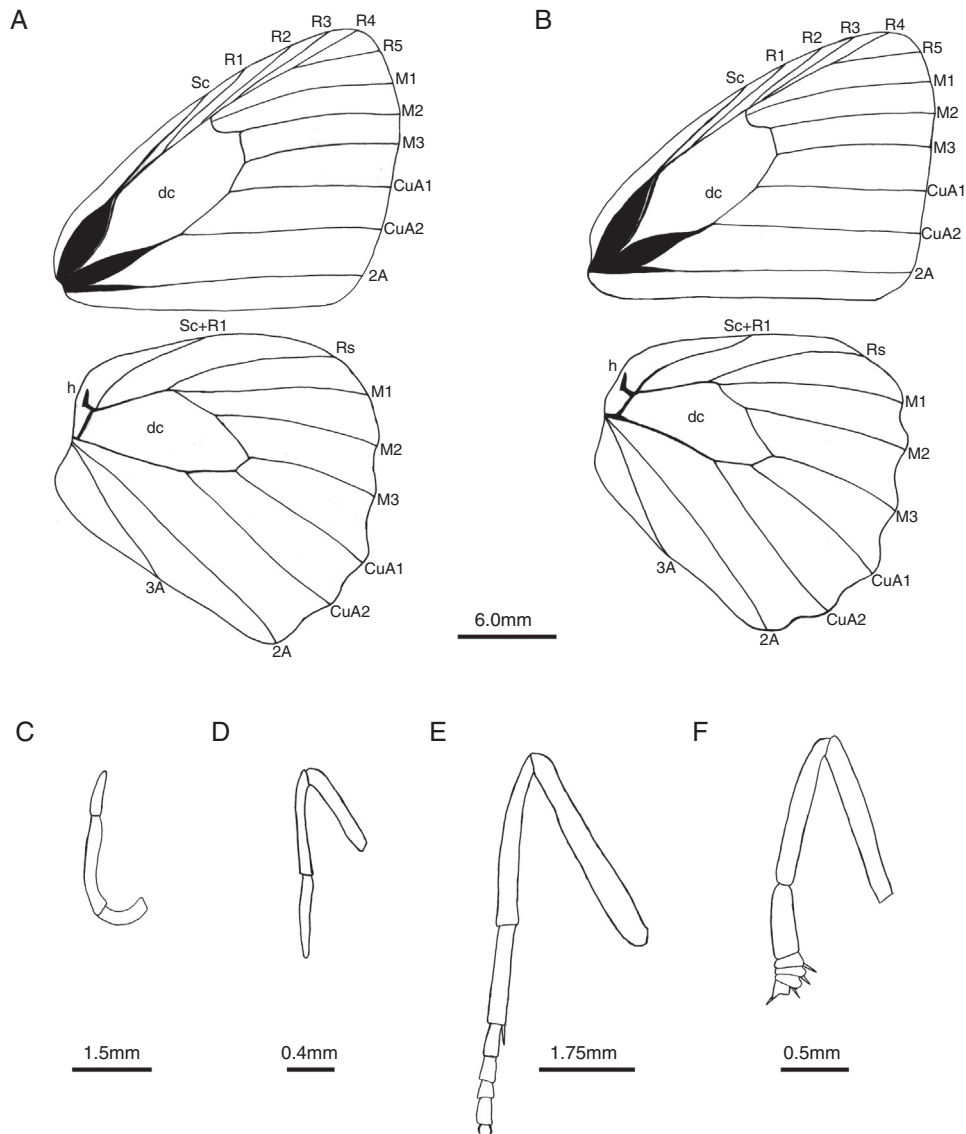 A
Sc
R1
R2
R3
R4
R5
M1
M2
M3
CuA1
CuA2
2A
dc
Sc+R1
Rs
h
M1
M2
M3
CuA1
CuA2
2A
3A
dc
B
Sc
R1
R2
R3
R4
R5
M1
M2
M3
CuA1
CuA2
2A
dc
Sc+R1
Rs
h
M1
M2
M3
CuA1
CuA2
2A
3A
dc
6.0mm
C
1.5mm
D
0.4mm
E
1.75mm
F
0.5mm